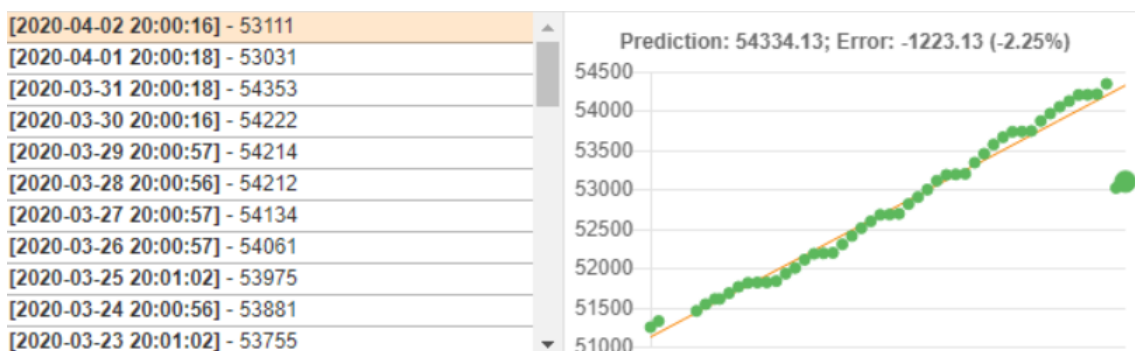 [2020-04-02 20:00:16] - 53111
[2020-04-01 20:00:18] - 53031
[2020-03-31 20:00:18] - 54353
[2020-03-30 20:00:16] - 54222
[2020-03-29 20:00:57] - 54214
[2020-03-28 20:00:56] - 54212
[2020-03-27 20:00:57] - 54134
[2020-03-26 20:00:57] - 54061
[2020-03-25 20:01:02] - 53975
[2020-03-24 20:00:56] - 53881
[2020-03-23 20:01:02] - 53755
Prediction: 54334.13; Error: -1223.13 (-2.25%)
54500
54000
53500
53000
52500
52000
51500
51000